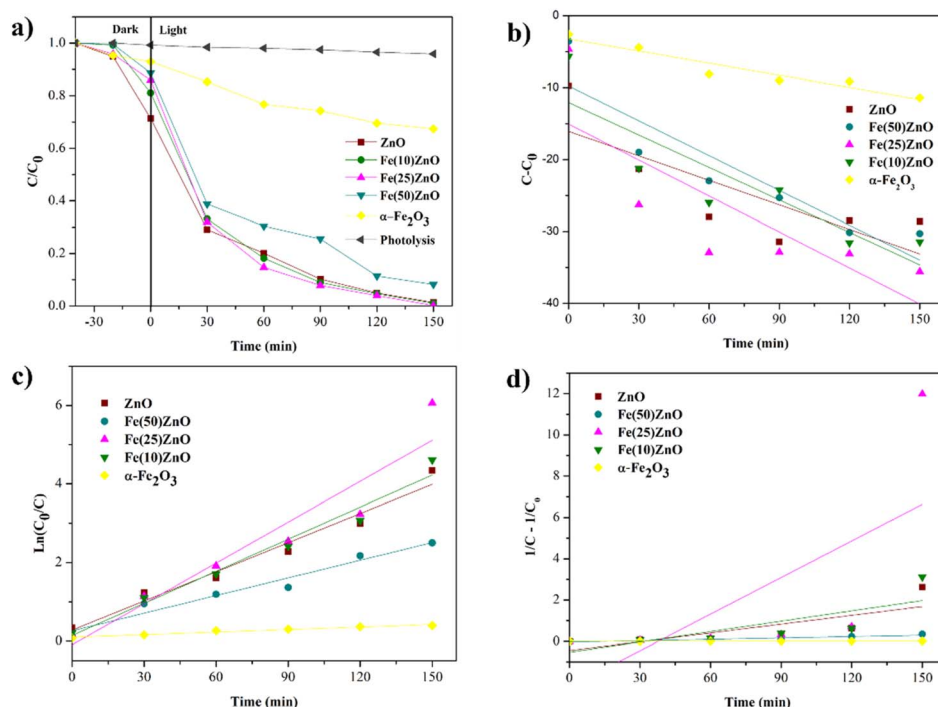 a)
Dark
Light
1.0
0.8
0.6
0.4
0.2
0.0
C/C₀
ZnO
Fe(10)ZnO
Fe(25)ZnO
Fe(50)ZnO
α-Fe₂O₃
Photolysis
-30
0
30
60
90
120
150
Time (min)
b)
0
-10
-20
-30
-40
C-C₀
ZnO
Fe(50)ZnO
Fe(25)ZnO
Fe(10)ZnO
α-Fe₂O₃
0
30
60
90
120
150
Time (min)
c)
6
4
2
0
Ln(C₀/C)
ZnO
Fe(50)ZnO
Fe(25)ZnO
Fe(10)ZnO
α-Fe₂O₃
0
30
60
90
120
150
Time (min)
d)
12
10
8
6
4
2
0
1/C - 1/C₀
ZnO
Fe(50)ZnO
Fe(25)ZnO
Fe(10)ZnO
α-Fe₂O₃
0
30
60
90
120
150
Time (min)